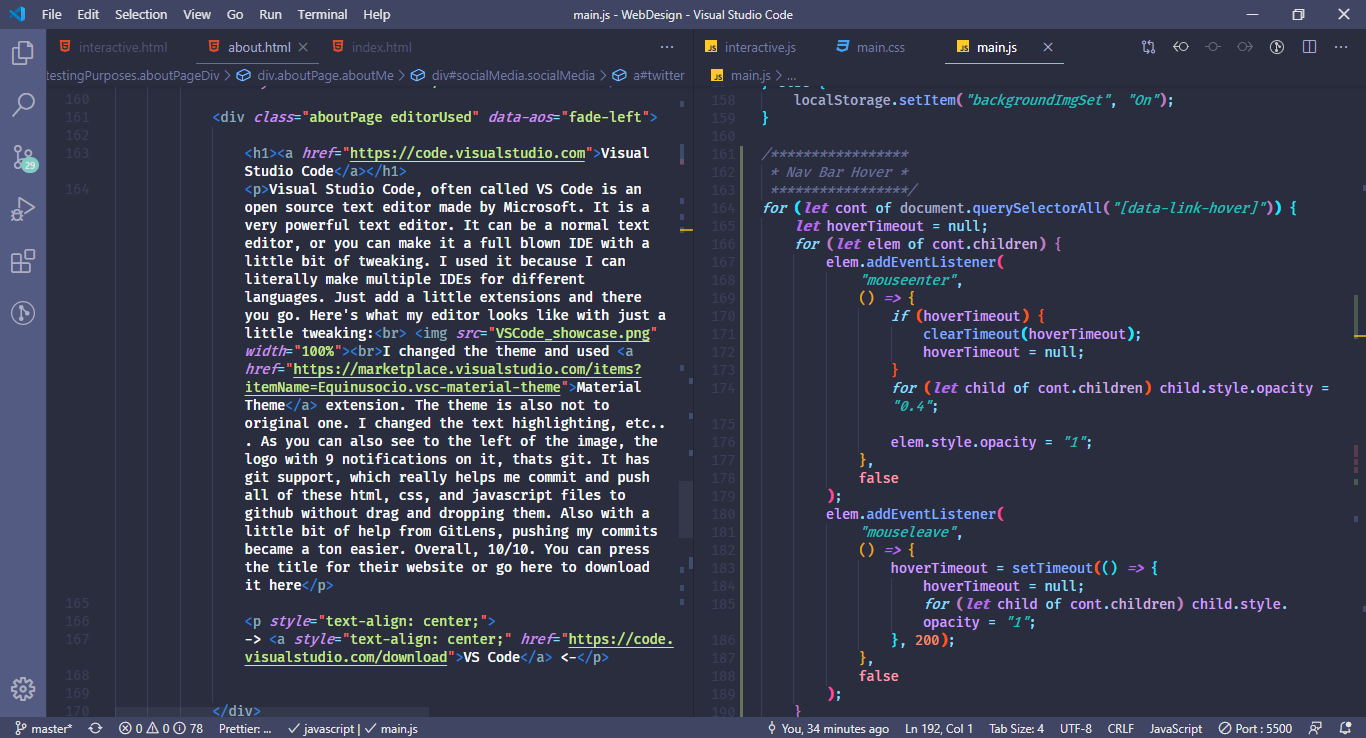 File Edit Selection View Go Run Terminal Help
main.js - WebDesign - Visual Studio Code
interactive.html
about.html
index.html
testingPurposes.aboutPageDiv > div.aboutPage.aboutMe > div#socialMedia.socialMedia > a#twitter
160
161 <div class="aboutPage editorUsed" data-aos="fade-left">
162
163 <h1><a href="https://code.visualstudio.com">Visual
Studio Code</a></h1>
164 <p>Visual Studio Code, often called VS Code is an
open source text editor made by Microsoft. It is a
very powerful text editor. It can be a normal text
editor, or you can make it a full blown IDE with a
little bit of tweaking. I used it because I can
literally make multiple IDEs for different
languages. Just add a little extensions and there
you go. Here's what my editor looks like with just a
little tweaking:<br> <img src="VSCode_showcase.png"
width="100%"><br>I changed the theme and used <a
href="https://marketplace.visualstudio.com/items?
itemName=Equinusocio.vsc-material-theme">Material
Theme</a> extension. The theme is also not to
original one. I changed the text highlighting, etc..
. As you can also see to the left of the image, the
logo with 9 notifications on it, thats git. It has
git support, which really helps me commit and push
all of these html, css, and javascript files to
github without drag and dropping them. Also with a
little bit of help from GitLens, pushing my commits
became a ton easier. Overall, 10/10. You can press
the title for their website or go here to download
it here</p>
165
166 <p style="text-align: center;">
167 -> <a style="text-align: center;" href="https://code.
visualstudio.com/download">VS Code</a> <-</p>
168
169
170 </div>
interactive.js
main.css
main.js
main.js > ...
} else {
158 localStorage.setItem("backgroundImgSet", "On");
159 }
160
161 /*****************
162 * Nav Bar Hover *
163 *****************/
164 for (let cont of document.querySelectorAll("[data-link-hover]")) {
165 let hoverTimeout = null;
166 for (let elem of cont.children) {
167 elem.addEventListener(
168 "mouseenter",
169 () => {
170 if (hoverTimeout) {
171 clearTimeout(hoverTimeout);
172 hoverTimeout = null;
173 }
174 for (let child of cont.children) child.style.opacity =
"0.4";
175
176 elem.style.opacity = "1";
177 },
178 false
179 );
180 elem.addEventListener(
181 "mouseleave",
182 () => {
183 hoverTimeout = setTimeout(() => {
184 hoverTimeout = null;
185 for (let child of cont.children) child.style.
opacity = "1";
186 }, 200);
187 },
188 false
189 );
190 }
29
master* 0 0 78 Prettier: ... javascript | main.js
You, 34 minutes ago Ln 192, Col 1 Tab Size: 4 UTF-8 CRLF JavaScript Port : 5500